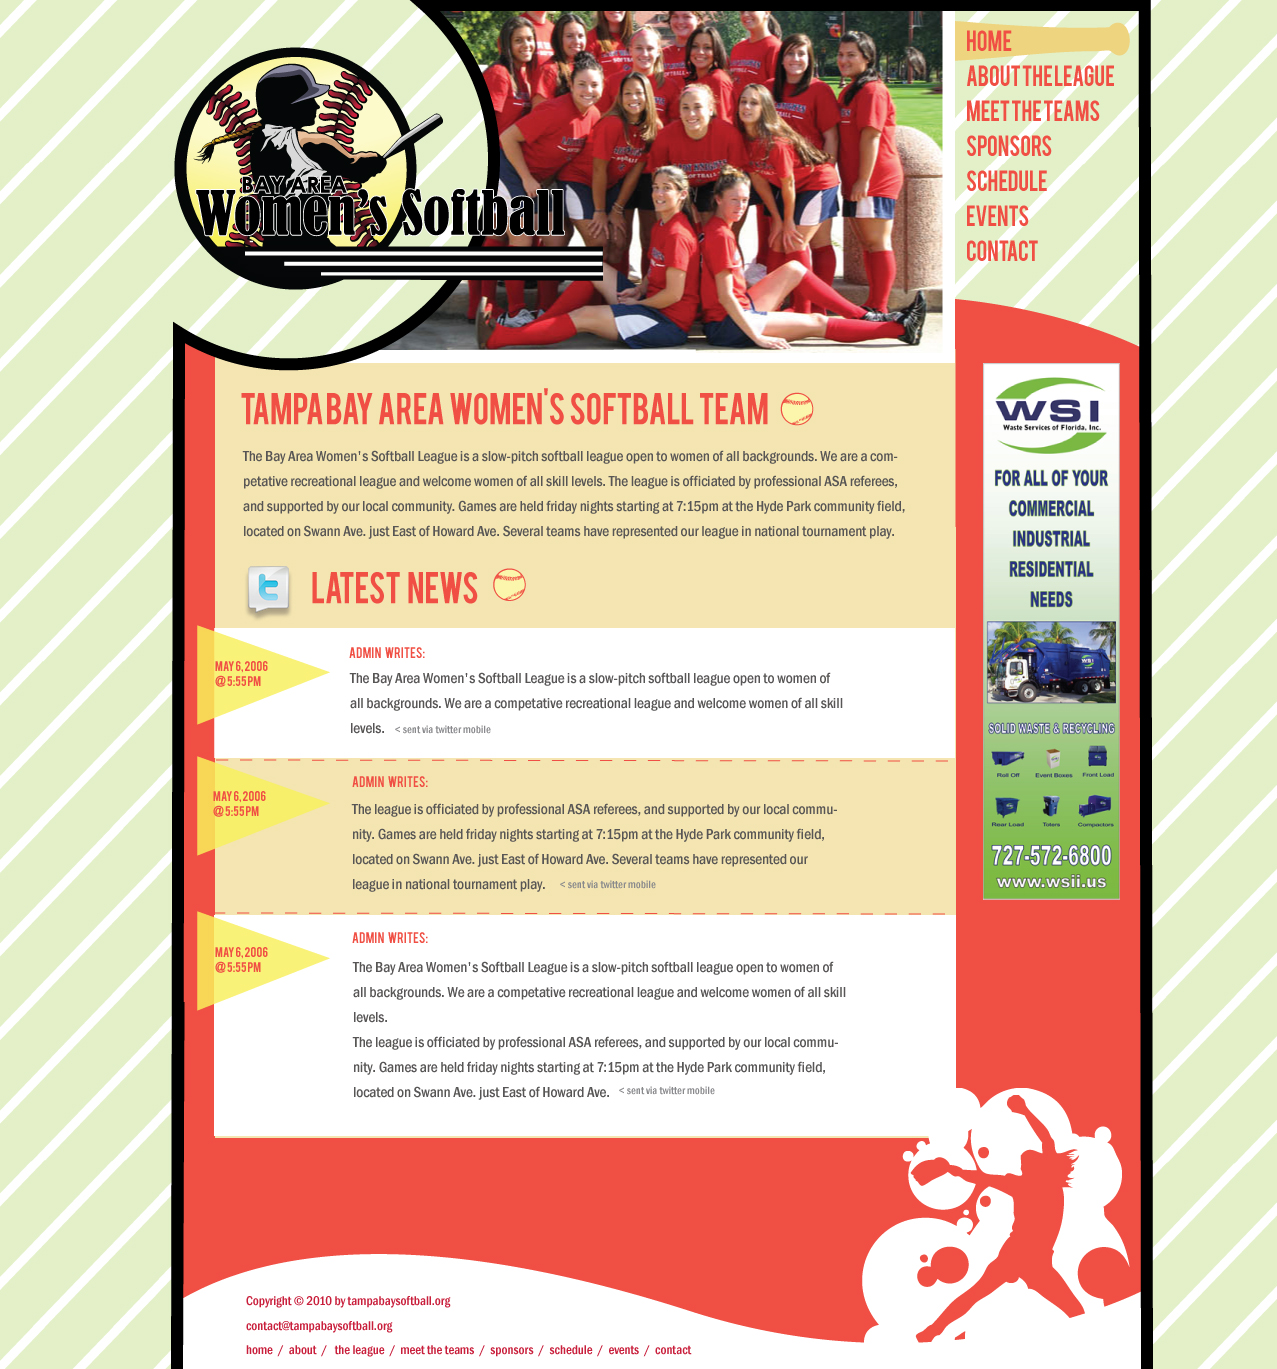 BAY AREA
Women's Softball
HOME
ABOUT THE LEAGUE
MEET THE TEAMS
SPONSORS
SCHEDULE
EVENTS
CONTACT
TAMPA BAY AREA WOMEN'S SOFTBALL TEAM
The Bay Area Women's Softball League is a slow-pitch softball league open to women of all backgrounds. We are a com-
petative recreational league and welcome women of all skill levels. The league is officiated by professional ASA referees,
and supported by our local community. Games are held friday nights starting at 7:15pm at the Hyde Park community field,
located on Swann Ave. just East of Howard Ave. Several teams have represented our league in national tournament play.
t LATEST NEWS
MAY 6, 2006
@ 5:55PM
ADMIN WRITES:
The Bay Area Women's Softball League is a slow-pitch softball league open to women of
all backgrounds. We are a competative recreational league and welcome women of all skill
levels. < sent via twitter mobile
MAY 6, 2006
@ 5:55PM
ADMIN WRITES:
The league is officiated by professional ASA referees, and supported by our local commu-
nity. Games are held friday nights starting at 7:15pm at the Hyde Park community field,
located on Swann Ave. just East of Howard Ave. Several teams have represented our
league in national tournament play. < sent via twitter mobile
MAY 6, 2006
@ 5:55PM
ADMIN WRITES:
The Bay Area Women's Softball League is a slow-pitch softball league open to women of
all backgrounds. We are a competative recreational league and welcome women of all skill
levels.
The league is officiated by professional ASA referees, and supported by our local commu-
nity. Games are held friday nights starting at 7:15pm at the Hyde Park community field,
located on Swann Ave. just East of Howard Ave. < sent via twitter mobile
WSI
Waste Services of Florida, Inc.
FOR ALL OF YOUR
COMMERCIAL
INDUSTRIAL
RESIDENTIAL
NEEDS
WSI
SOLID WASTE & RECYCLING
Roll Off Event Boxes Front Load
Rear Load Toters Compactors
727-572-6800
www.wsii.us
Copyright © 2010 by tampabaysoftball.org
contact@tampabaysoftball.org
home / about / the league / meet the teams / sponsors / schedule / events / contact